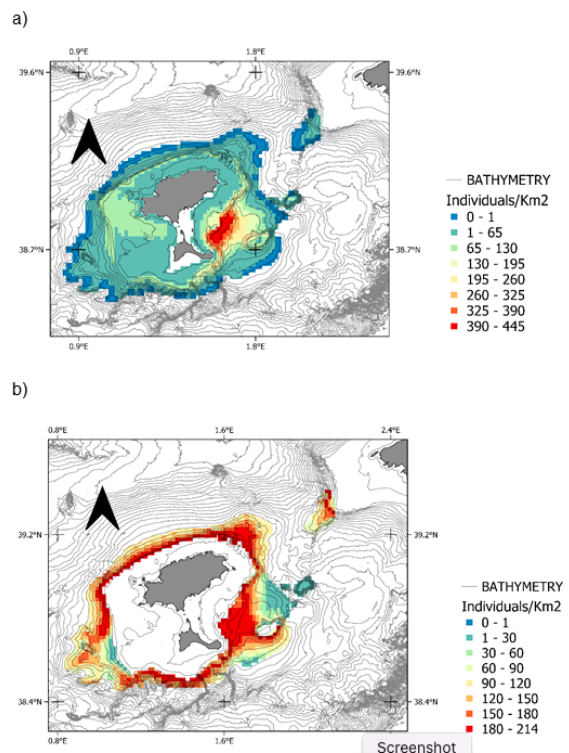 a)
0.9°E 1.8°E
39.6°N 39.6°N
38.7°N 38.7°N
0.9°E 1.8°E
BATHYMETRY
Individuals/Km2
0 - 1
1 - 65
65 - 130
130 - 195
195 - 260
260 - 325
325 - 390
390 - 445
b)
0.8°E 1.6°E 2.4°E
39.2°N 39.2°N
38.4°N 38.4°N
0.8°E 1.6°E
BATHYMETRY
Individuals/Km2
0 - 1
1 - 30
30 - 60
60 - 90
90 - 120
120 - 150
150 - 180
180 - 214
Screenshot